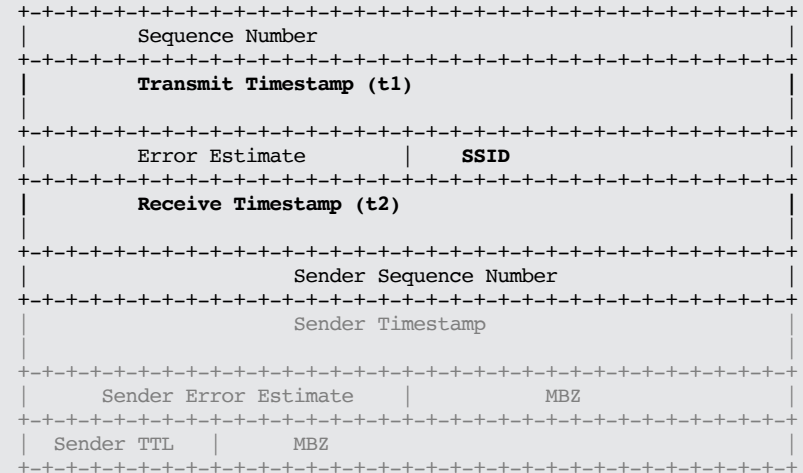 +-+-+-+-+-+-+-+-+-+-+-+-+-+-+-+-+-+-+-+-+-+-+-+-+-+-+-+-+-+-+-+-+
|         Sequence Number                                       |
+-+-+-+-+-+-+-+-+-+-+-+-+-+-+-+-+-+-+-+-+-+-+-+-+-+-+-+-+-+-+-+-+
|         Transmit Timestamp (t1)                               |
|                                                               |
+-+-+-+-+-+-+-+-+-+-+-+-+-+-+-+-+-+-+-+-+-+-+-+-+-+-+-+-+-+-+-+-+
|         Error Estimate        |    SSID                       |
+-+-+-+-+-+-+-+-+-+-+-+-+-+-+-+-+-+-+-+-+-+-+-+-+-+-+-+-+-+-+-+-+
|         Receive Timestamp (t2)                                |
|                                                               |
+-+-+-+-+-+-+-+-+-+-+-+-+-+-+-+-+-+-+-+-+-+-+-+-+-+-+-+-+-+-+-+-+
|                      Sender Sequence Number                   |
+-+-+-+-+-+-+-+-+-+-+-+-+-+-+-+-+-+-+-+-+-+-+-+-+-+-+-+-+-+-+-+-+
|                      Sender Timestamp                         |
|                                                               |
+-+-+-+-+-+-+-+-+-+-+-+-+-+-+-+-+-+-+-+-+-+-+-+-+-+-+-+-+-+-+-+-+
|      Sender Error Estimate    |           MBZ                 |
+-+-+-+-+-+-+-+-+-+-+-+-+-+-+-+-+-+-+-+-+-+-+-+-+-+-+-+-+-+-+-+-+
|  Sender TTL   |      MBZ                                      |
+-+-+-+-+-+-+-+-+-+-+-+-+-+-+-+-+-+-+-+-+-+-+-+-+-+-+-+-+-+-+-+-+